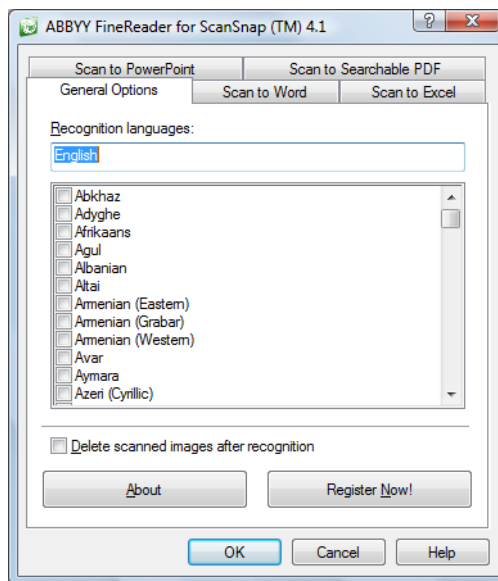 ABBYY FineReader for ScanSnap (TM) 4.1
Scan to PowerPoint Scan to Searchable PDF
General Options Scan to Word Scan to Excel
Recognition languages:
English
Abkhaz
Adyghe
Afrikaans
Agul
Albanian
Altai
Armenian (Eastern)
Armenian (Grabar)
Armenian (Western)
Avar
Aymara
Azeri (Cyrillic)
Delete scanned images after recognition
About Register Now!
OK Cancel Help